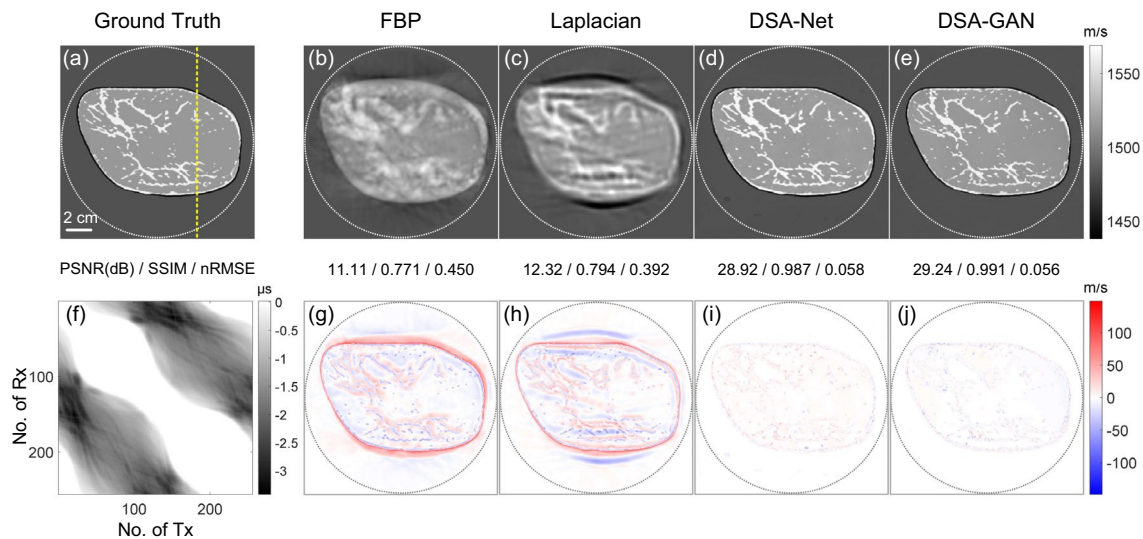 Ground Truth
FBP
Laplacian
DSA-Net
DSA-GAN
m/s
(a)
(b)
(c)
(d)
(e)
2 cm
1550
1500
1450
PSNR(dB) / SSIM / nRMSE
11.11 / 0.771 / 0.450
12.32 / 0.794 / 0.392
28.92 / 0.987 / 0.058
29.24 / 0.991 / 0.056
µs
m/s
(f)
(g)
(h)
(i)
(j)
0
-0.5
-1
-1.5
-2
-2.5
-3
100
50
0
-50
-100
No. of Rx
100
200
100
200
No. of Tx